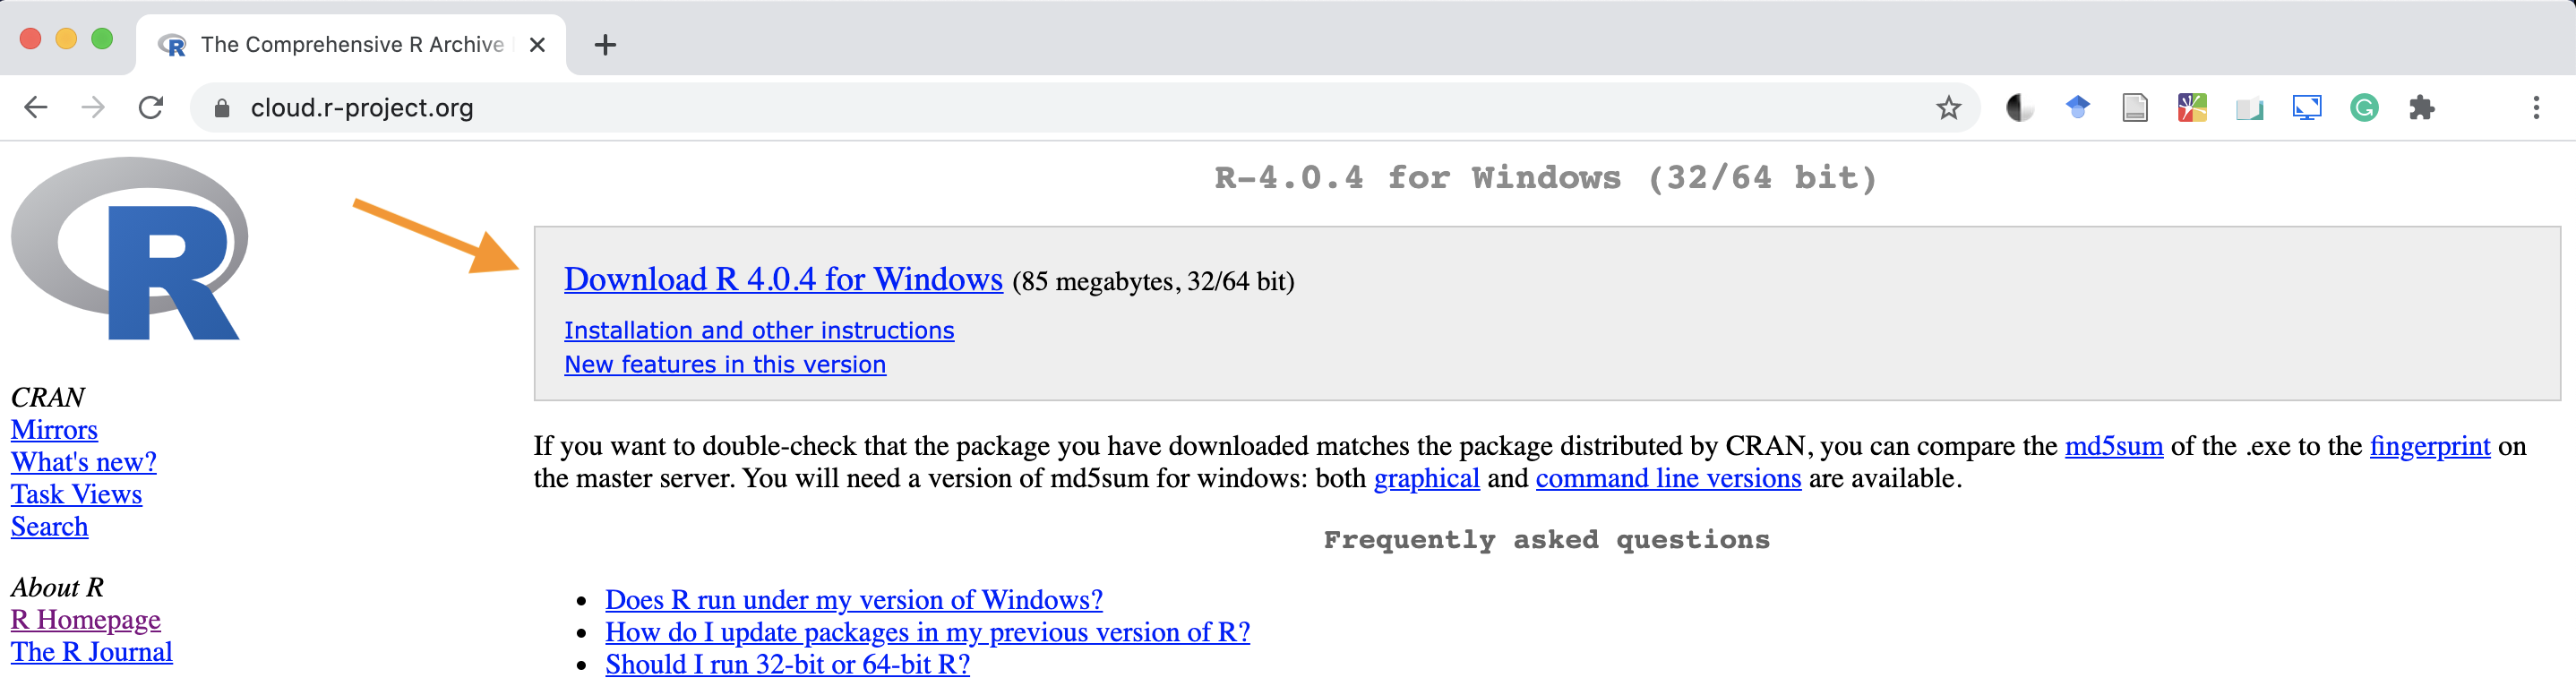 The Comprehensive R Archive
cloud.r-project.org
R-4.0.4 for Windows (32/64 bit)
Download R 4.0.4 for Windows (85 megabytes, 32/64 bit)
Installation and other instructions
New features in this version
If you want to double-check that the package you have downloaded matches the package distributed by CRAN, you can compare the md5sum of the .exe to the fingerprint on
the master server. You will need a version of md5sum for windows: both graphical and command line versions are available.
Frequently asked questions
• Does R run under my version of Windows?
• How do I update packages in my previous version of R?
• Should I run 32-bit or 64-bit R?
R
CRAN
Mirrors
What's new?
Task Views
Search
About R
R Homepage
The R Journal